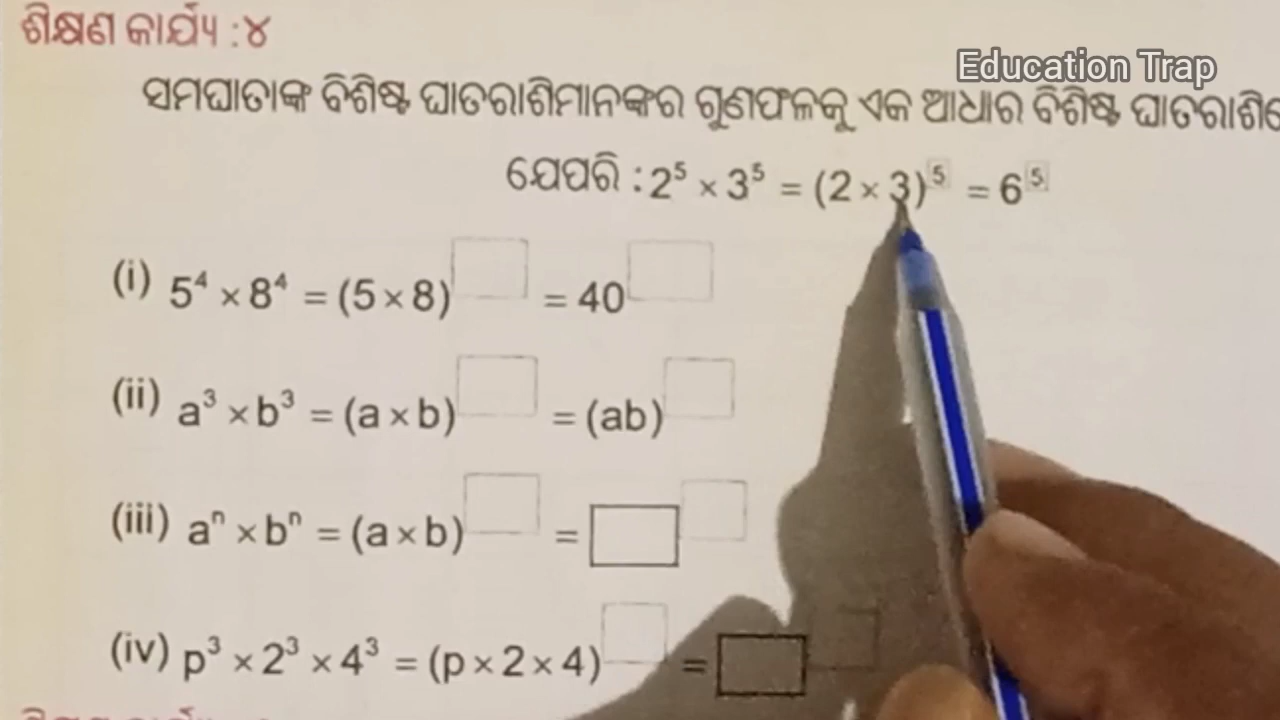 ଶିକ୍ଷଣ କାର୍ଯ୍ୟ : ୪
Education Trap
ସମଘାତାଙ୍କ ବିଶିଷ୍ଟ ଘାତରାଶିମାନଙ୍କର ଗୁଣଫଳକୁ ଏକ ଆଧାର ବିଶିଷ୍ଟ
ଯେପରି : 2⁵ × 3⁵ = (2 × 3)⁵ = 6⁵
(i) 5⁴ × 8⁴ = (5 × 8)□ = 40□
(ii) a³ × b³ = (a × b)□ = (ab)□
(iii) aⁿ × bⁿ = (a × b)□ = □□
(iv) p³ × 2³ × 4³ = (p × 2 × 4)□ = □□